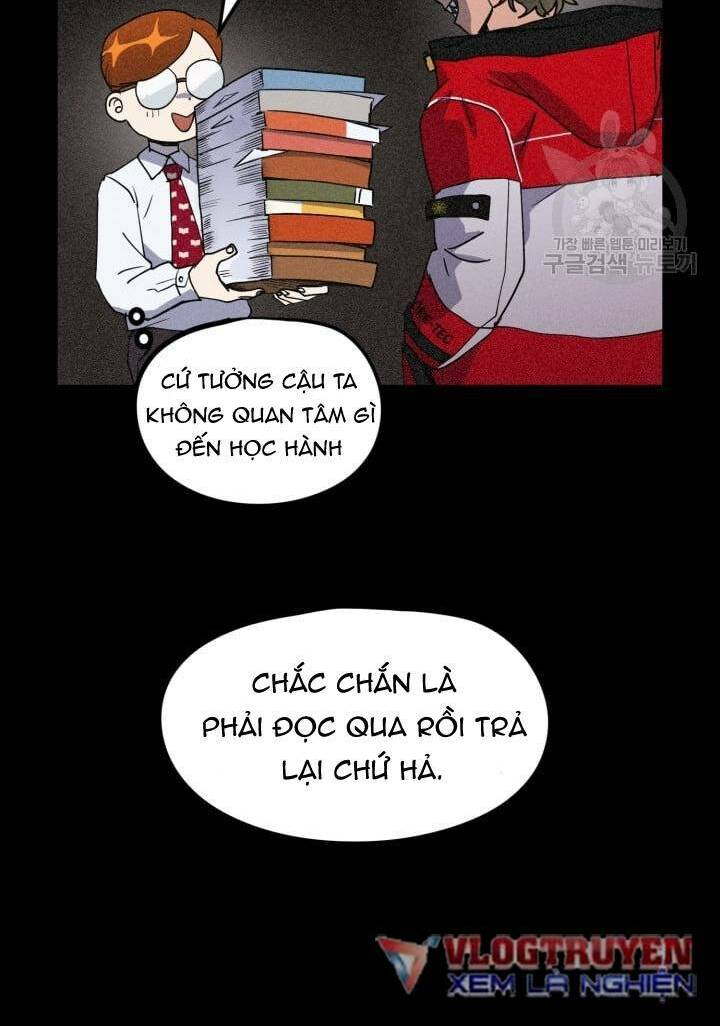 가장 빠른 웹툰 미리보기
구글검색 뉴토끼
-TEC
CỨ TƯỞNG CẬU TA
KHÔNG QUAN TÂM GÌ
ĐẾN HỌC HÀNH
CHẮC CHẮN LÀ
PHẢI ĐỌC QUA RỒI TRẢ
LẠI CHỨ HẢ.
VLOGTRUYEN
XEM LÀ NGHIỆN